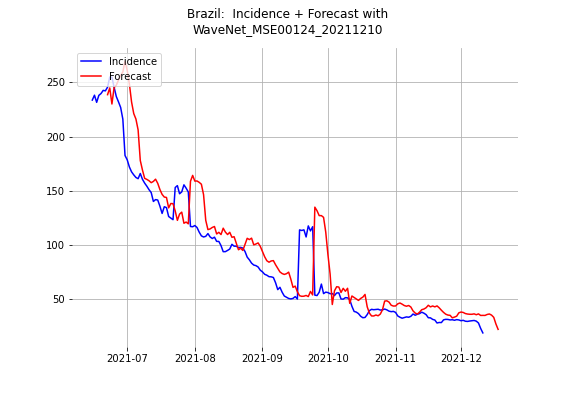 Brazil:  Incidence + Forecast with
WaveNet_MSE00124_20211210
Incidence
Forecast
250
200
150
100
50
2021-07
2021-08
2021-09
2021-10
2021-11
2021-12